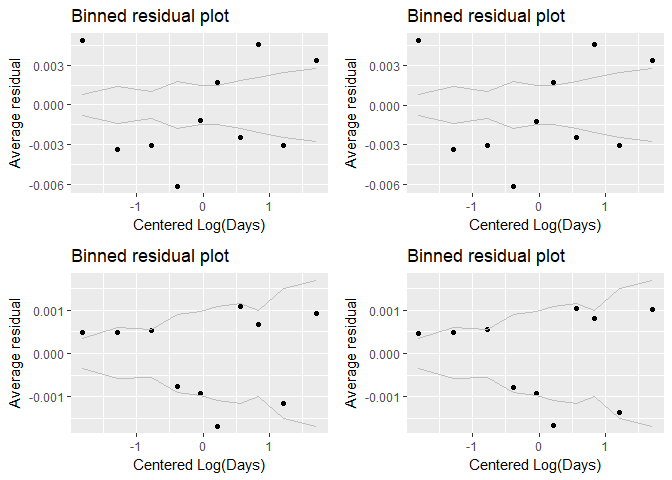 Binned residual plot
Average residual
0.003
0.000
-0.003
-0.006
-1
0
1
Centered Log(Days)
Binned residual plot
Average residual
0.003
0.000
-0.003
-0.006
-1
0
1
Centered Log(Days)
Binned residual plot
Average residual
0.001
0.000
-0.001
-1
0
1
Centered Log(Days)
Binned residual plot
Average residual
0.001
0.000
-0.001
-1
0
1
Centered Log(Days)